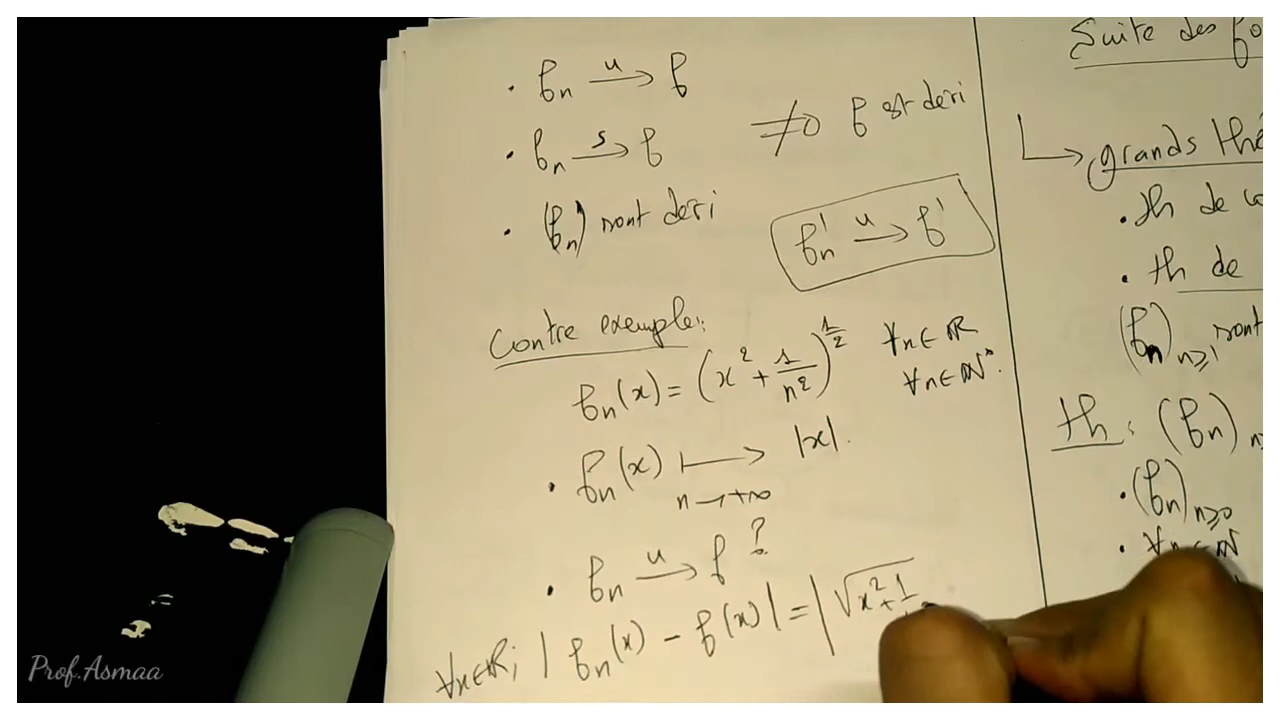 . fn —u→ f
. fn —s→ f
. (fn) sont deri
≠> f est deri
fn' —u→ f'
Contre exemple:
fn(x) = (x² + 1/n²)^(1/2) ∀x∈ℝ
∀n∈ℕ*.
. fn(x) ⟼ |x|.
n→+∞
. fn —u→ f ?
∀x∈ℝ; | fn(x) - f(x) | = | √x²+1
Suite des fo
↳ grands thé
. th de co
. th de
(fn)n≥1 sont
th : (fn)n
. (fn)n≥0
. ∀n∈ℕ
Prof.Asmaa